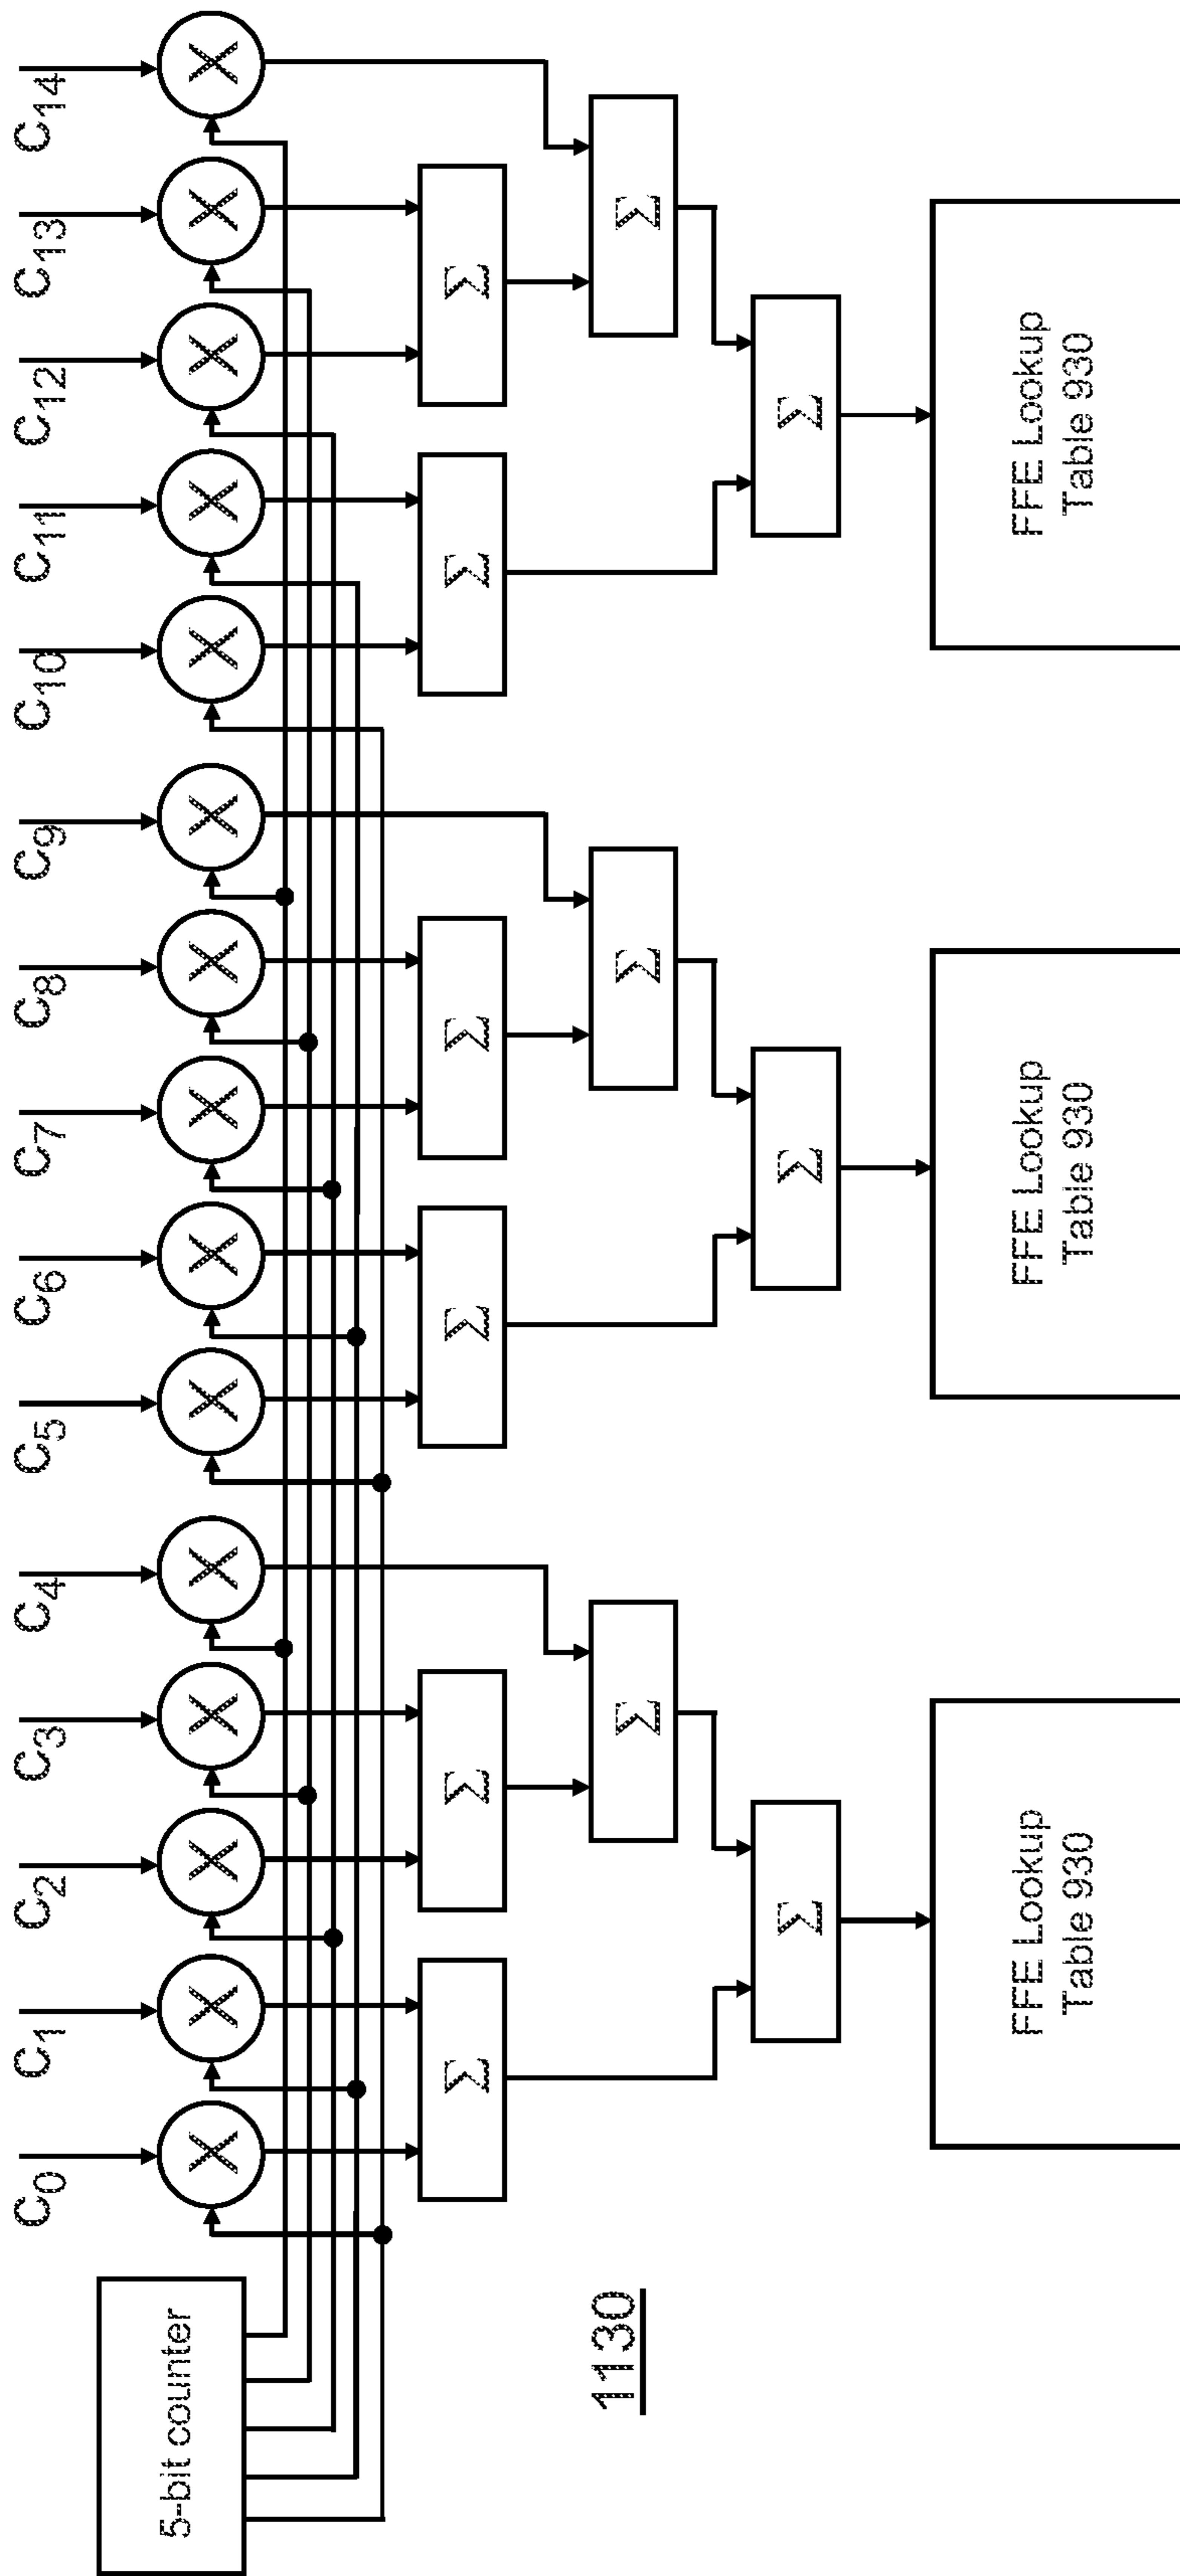 C0 C1 C2 C3 C4 C5 C6 C7 C8 C9 C10 C11 C12 C13 C14
5-bit counter
X X X X X X X X X X X X X X X
Σ Σ Σ Σ Σ Σ
Σ Σ Σ
1130
Σ Σ Σ
FFE Lookup
Table 930
FFE Lookup
Table 930
FFE Lookup
Table 930